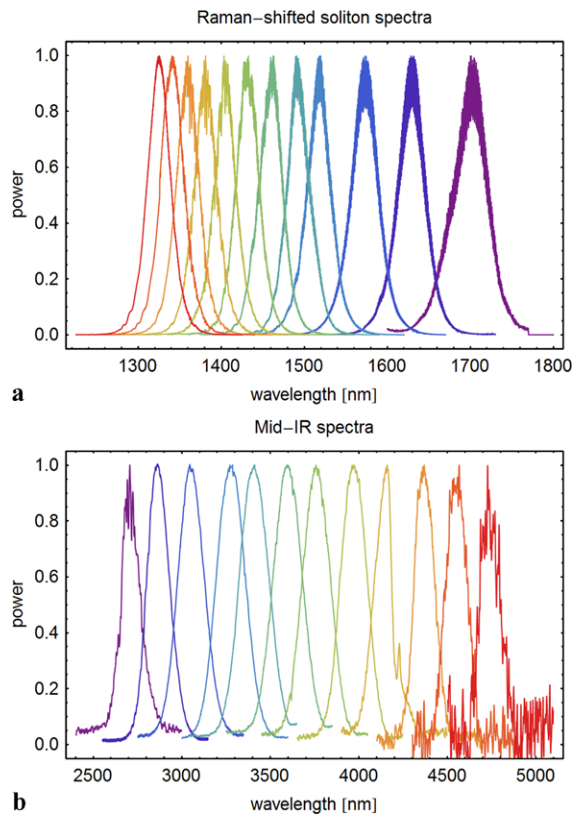 Raman−shifted soliton spectra
1.0
0.8
0.6
0.4
0.2
0.0
power
1300 1400 1500 1600 1700 1800
wavelength [nm]
a
Mid−IR spectra
1.0
0.8
0.6
0.4
0.2
0.0
power
2500 3000 3500 4000 4500 5000
wavelength [nm]
b